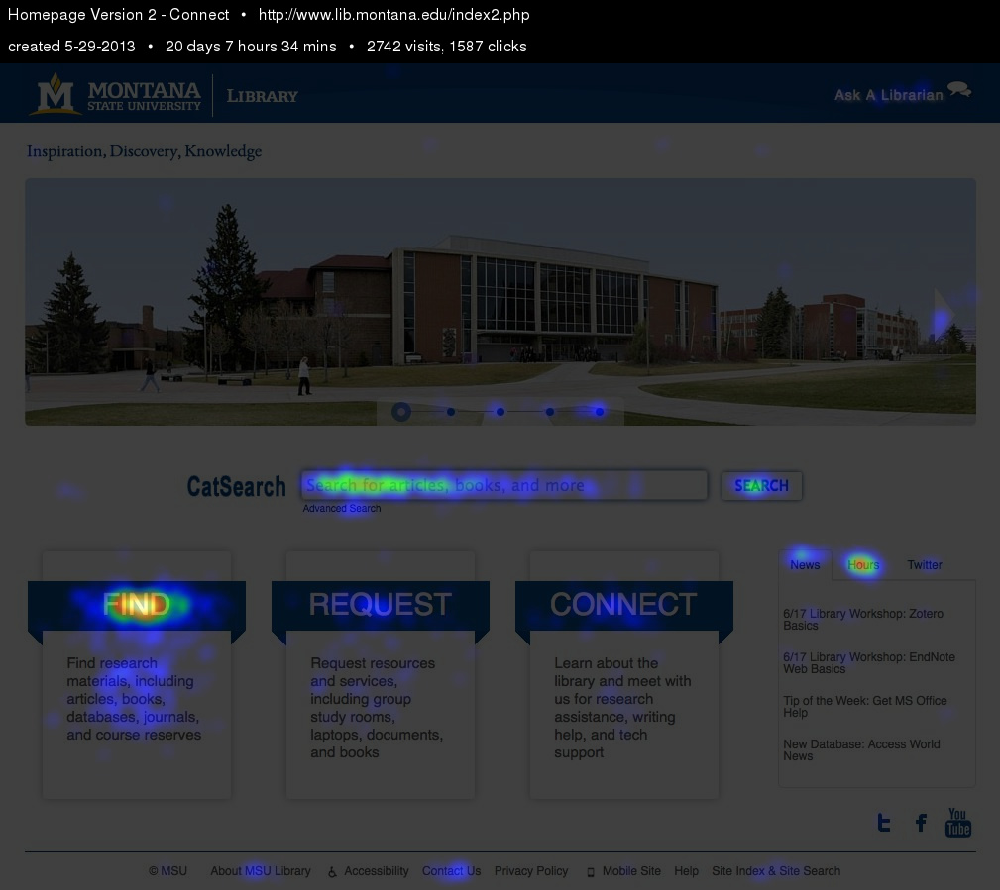 Homepage Version 2 - Connect • http://www.lib.montana.edu/index2.php
created 5-29-2013 • 20 days 7 hours 34 mins • 2742 visits, 1587 clicks
MONTANA
STATE UNIVERSITY
LIBRARY
Ask A Librarian
Inspiration, Discovery, Knowledge
CatSearch
Search for articles, books, and more
SEARCH
Advanced Search
FIND
Find research
materials, including
articles, books,
databases, journals,
and course reserves
REQUEST
Request resources
and services,
including group
study rooms,
laptops, documents,
and books
CONNECT
Learn about the
library and meet with
us for research
assistance, writing
help, and tech
support
News Hours Twitter
6/17 Library Workshop: Zotero
Basics
6/17 Library Workshop: EndNote
Web Basics
Tip of the Week: Get MS Office
Help
New Database: Access World
News
You
Tube
© MSU About MSU Library Accessibility Contact Us Privacy Policy Mobile Site Help Site Index & Site Search